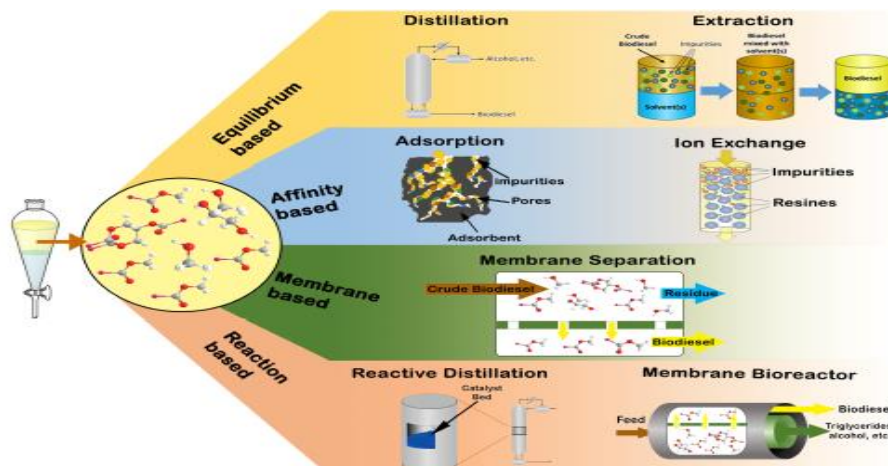 Distillation
Alcohol, etc.
Biodiesel
Extraction
Crude
Biodiesel
Impurities
Biodiesel
mixed with
solvent(s)
Solvent(s)
Biodiesel
Equilibrium
based
Adsorption
Impurities
Pores
Adsorbent
Ion Exchange
Impurities
Resines
Affinity
based
Membrane Separation
Crude Biodiesel
Residue
Biodiesel
Membrane
based
Reaction
based
Reactive Distillation
Catalyst
Bed
Membrane Bioreactor
Feed
Biodiesel
Triglycerides
alcohol, etc